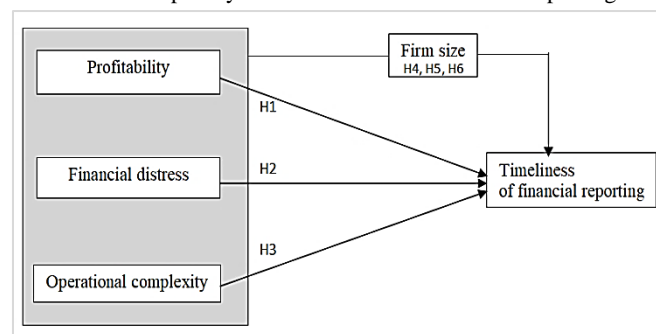 Profitability
Firm size
H4, H5, H6
H1
Financial distress
H2
Timeliness
of financial reporting
H3
Operational complexity